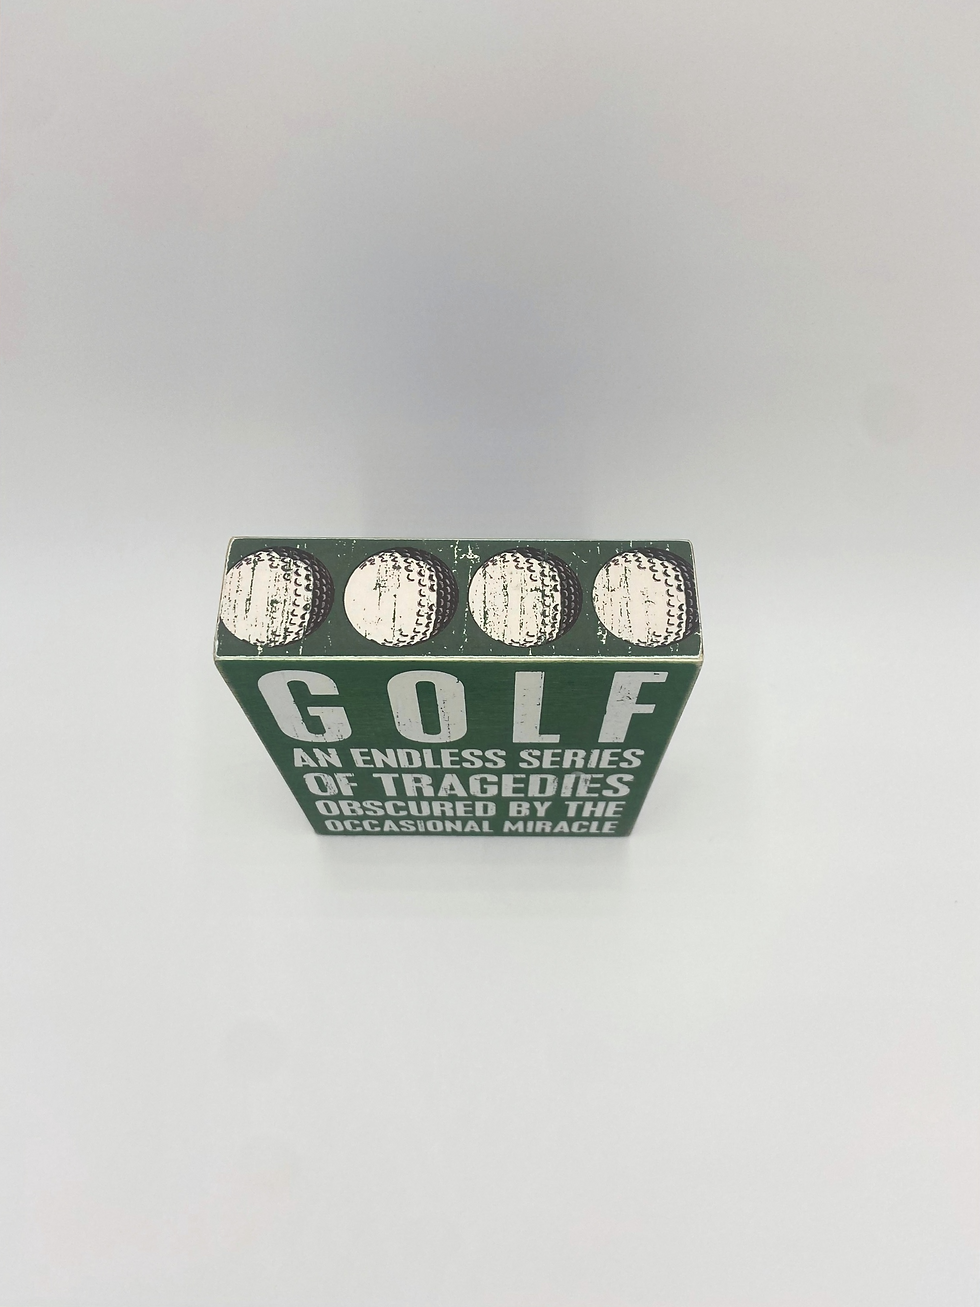 GOLF
AN ENDLESS SERIES
OF TRAGEDIES
OBSCURED BY THE
OCCASIONAL MIRACLE